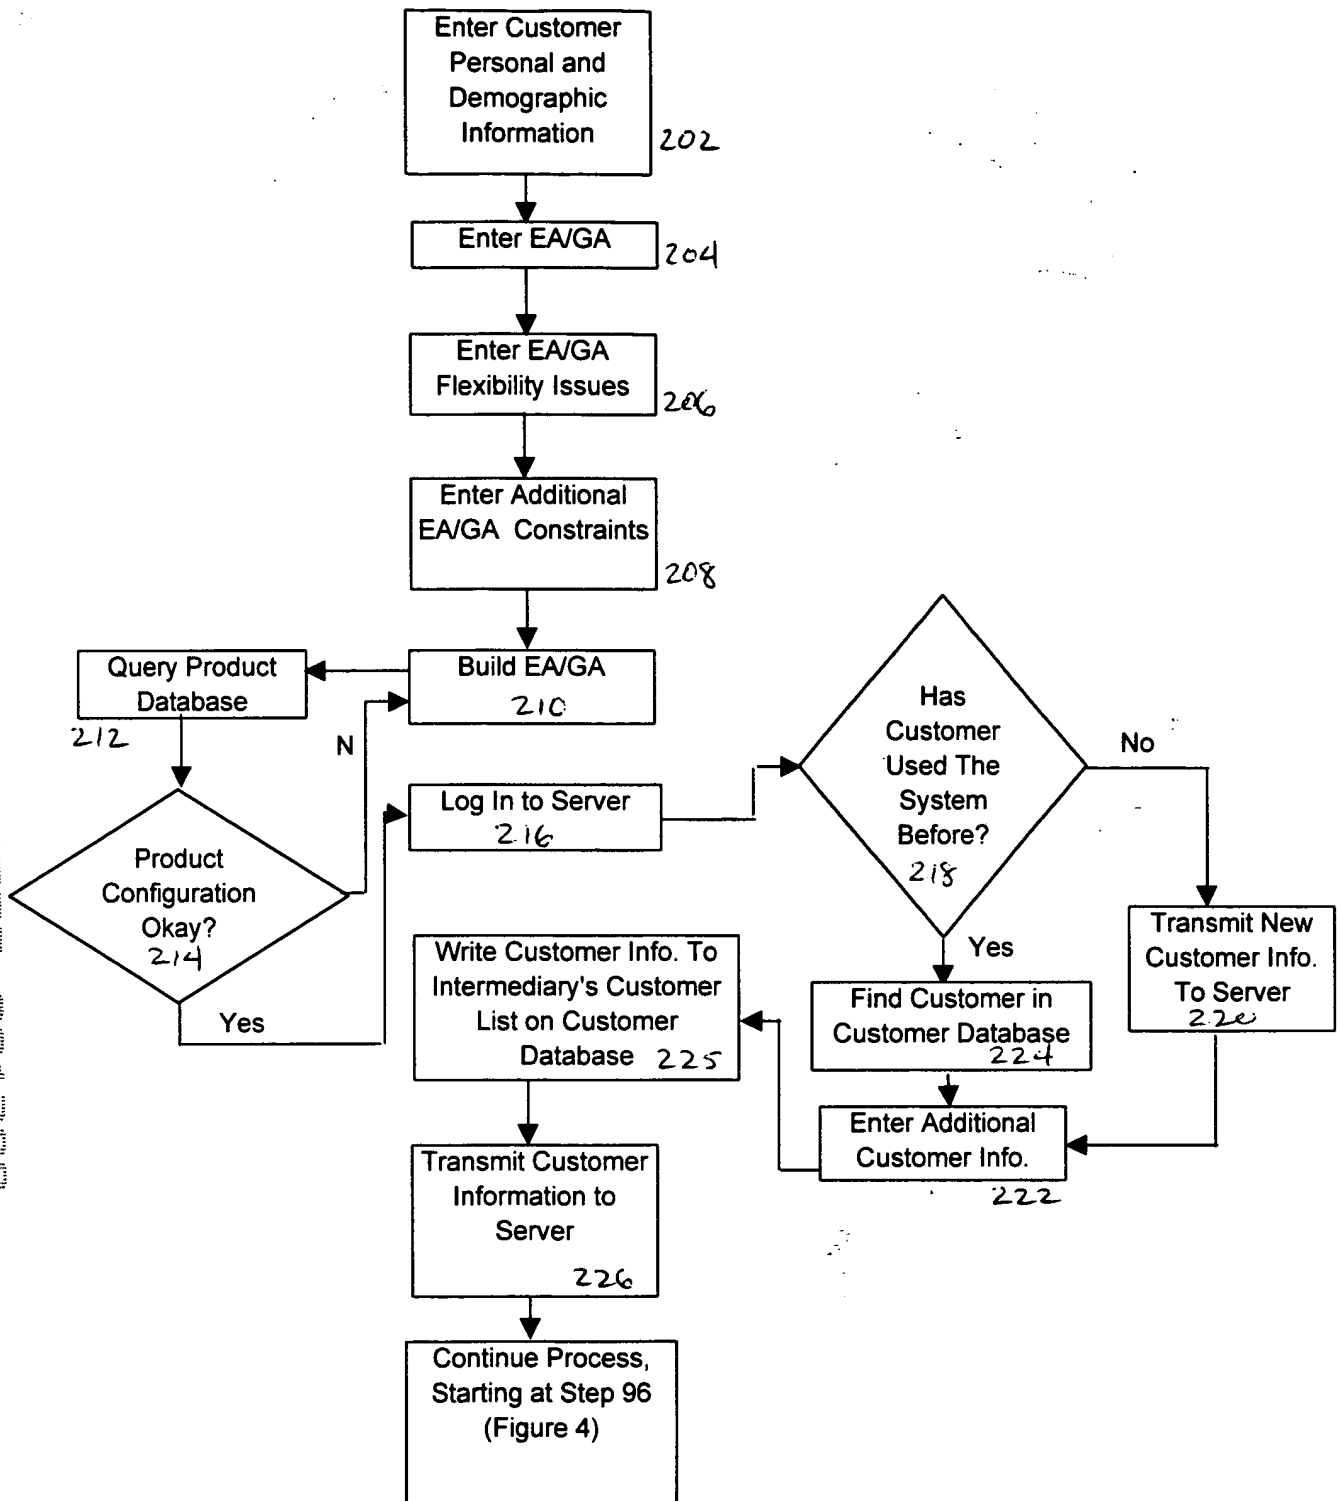 Enter Customer
Personal and
Demographic
Information
202
Enter EA/GA
204
Enter EA/GA
Flexibility Issues
206
Enter Additional
EA/GA Constraints
208
Build EA/GA
210
Query Product
Database
212
N
Product
Configuration
Okay?
214
Yes
Log In to Server
216
Has
Customer
Used The
System
Before?
218
No
Yes
Transmit New
Customer Info.
To Server
220
Find Customer in
Customer Database
224
Enter Additional
Customer Info.
222
Write Customer Info. To
Intermediary's Customer
List on Customer
Database 225
Transmit Customer
Information to
Server
226
Continue Process,
Starting at Step 96
(Figure 4)